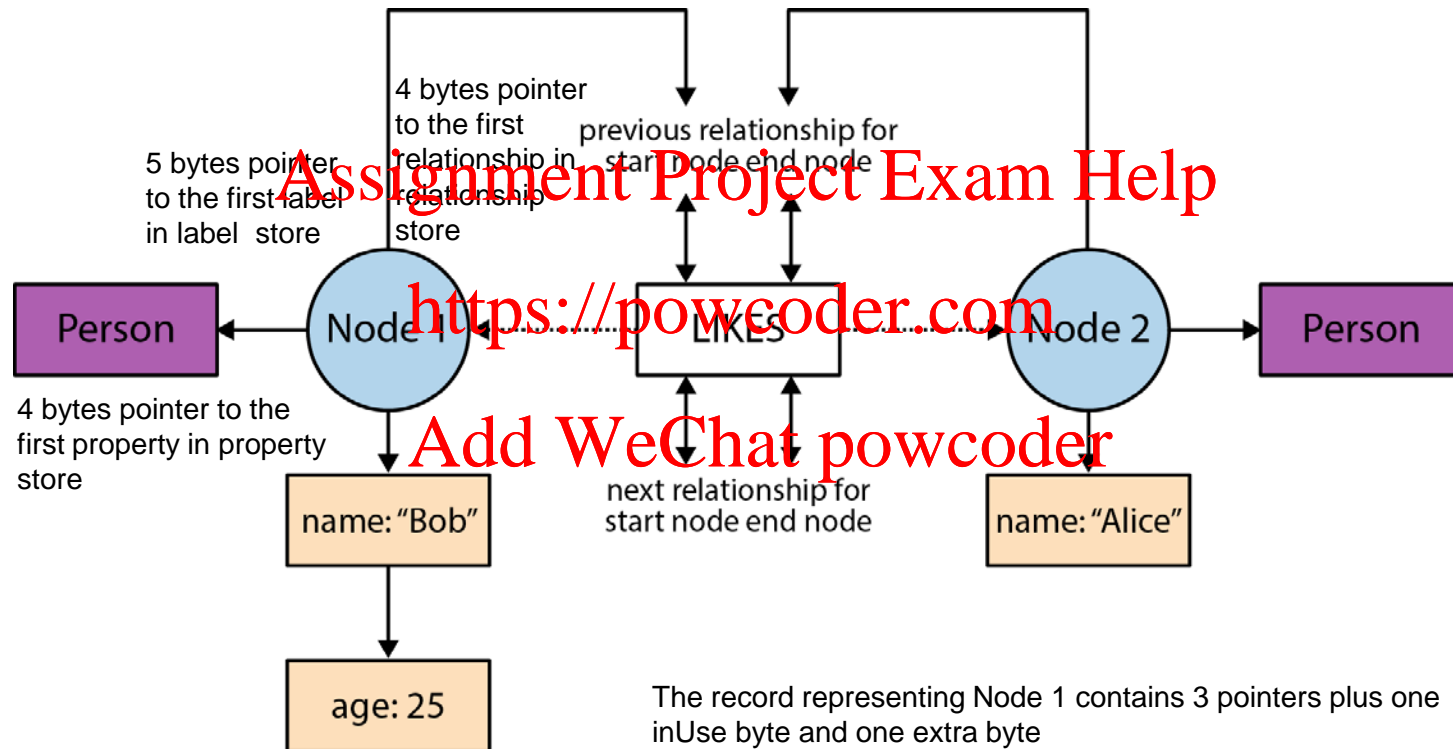 4 bytes pointer
to the first
relationship in
relationship
store
previous relationship for
start node end node
5 bytes pointer
to the first label
in label store
Assignment Project Exam Help
Person
Node 1
https://powcoder.com
LIKES
Node 2
Person
4 bytes pointer to the
first property in property
store
Add WeChat powcoder
next relationship for
start node end node
name: “Bob”
name: “Alice”
age: 25
The record representing Node 1 contains 3 pointers plus one
inUse byte and one extra byte